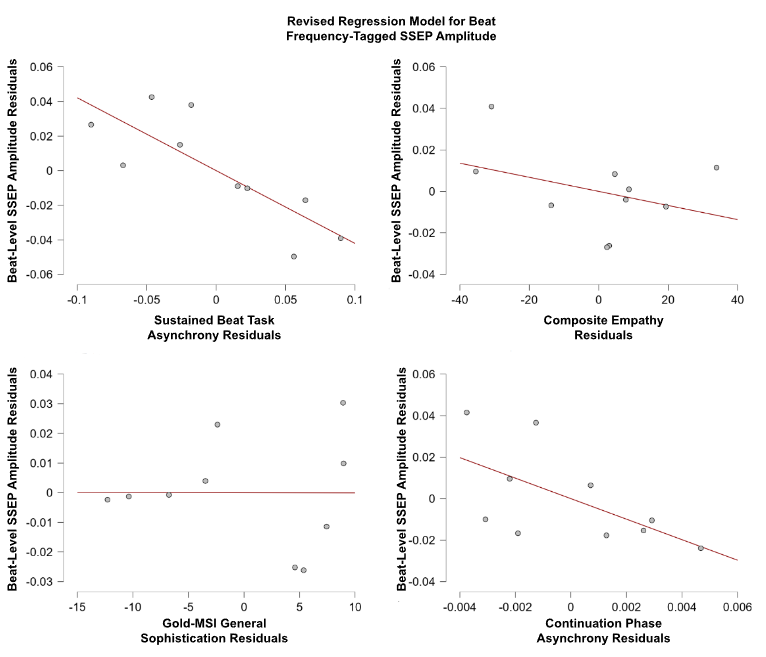 Revised Regression Model for Beat
Frequency-Tagged SSEP Amplitude
Beat-Level SSEP Amplitude Residuals
0.06
0.04
0.02
0
-0.02
-0.04
-0.06
-0.1 -0.05 0 0.05 0.1
Sustained Beat Task
Asynchrony Residuals
Beat-Level SSEP Amplitude Residuals
0.06
0.04
0.02
0
-0.02
-0.04
-40 -20 0 20 40
Composite Empathy
Residuals
Beat-Level SSEP Amplitude Residuals
0.04
0.03
0.02
0.01
0
-0.01
-0.02
-0.03
-15 -10 -5 0 5 10
Gold-MSI General
Sophistication Residuals
Beat-Level SSEP Amplitude Residuals
0.06
0.04
0.02
0
-0.02
-0.04
-0.004 -0.002 0 0.002 0.004 0.006
Continuation Phase
Asynchrony Residuals